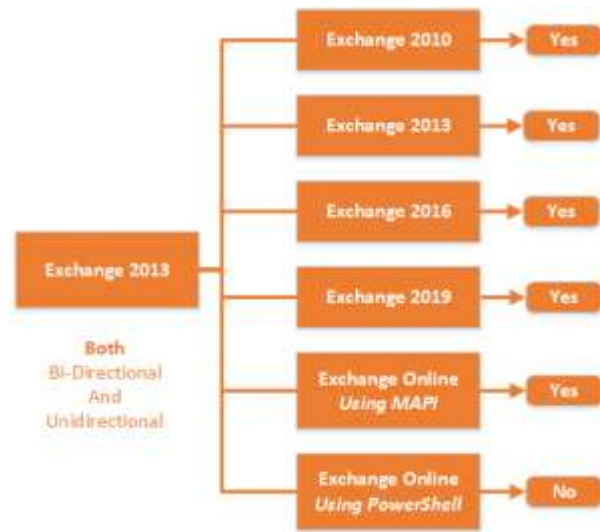 Exchange 2010
Yes
Exchange 2013
Yes
Exchange 2016
Yes
Exchange 2013
Exchange 2019
Yes
Both
Bi-Directional
And
Unidirectional
Exchange Online
Using MAPI
Yes
Exchange Online
Using PowerShell
No